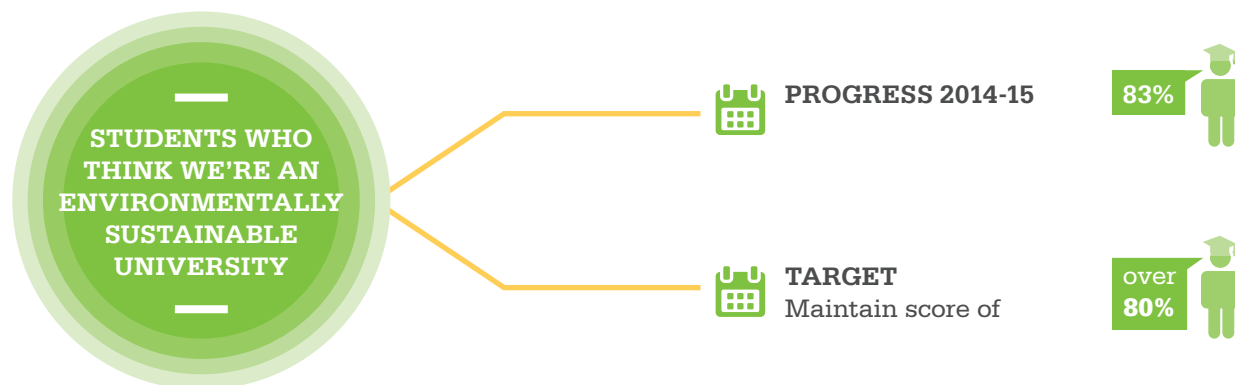 STUDENTS WHO
THINK WE'RE AN
ENVIRONMENTALLY
SUSTAINABLE
UNIVERSITY
PROGRESS 2014-15
83%
TARGET
Maintain score of
over
80%